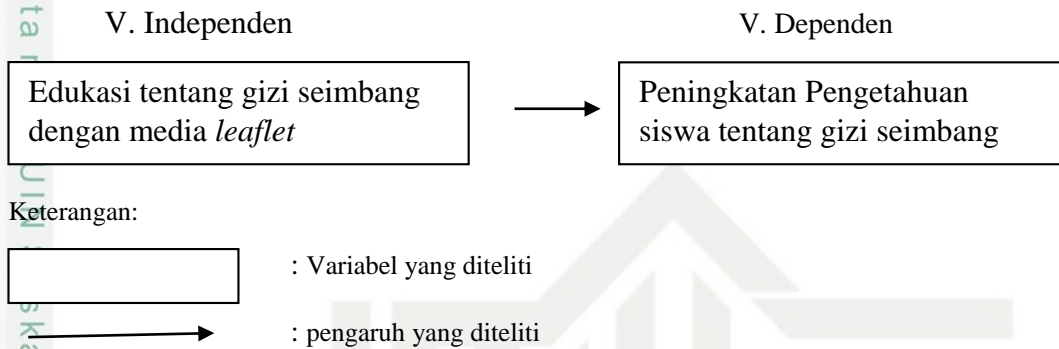 V. Independen
V. Dependen
Edukasi tentang gizi seimbang
dengan media leaflet
Peningkatan Pengetahuan
siswa tentang gizi seimbang
Keterangan:
: Variabel yang diteliti
: pengaruh yang diteliti